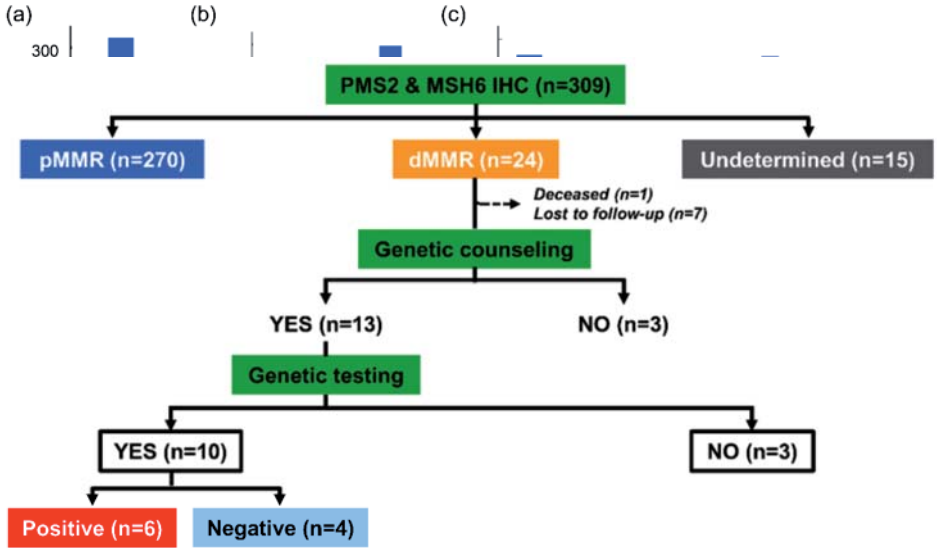 (a) (b) (c)
300
PMS2 & MSH6 IHC (n=309)
pMMR (n=270) dMMR (n=24) Undetermined (n=15)
Deceased (n=1)
Lost to follow-up (n=7)
Genetic counseling
YES (n=13) NO (n=3)
Genetic testing
YES (n=10) NO (n=3)
Positive (n=6) Negative (n=4)